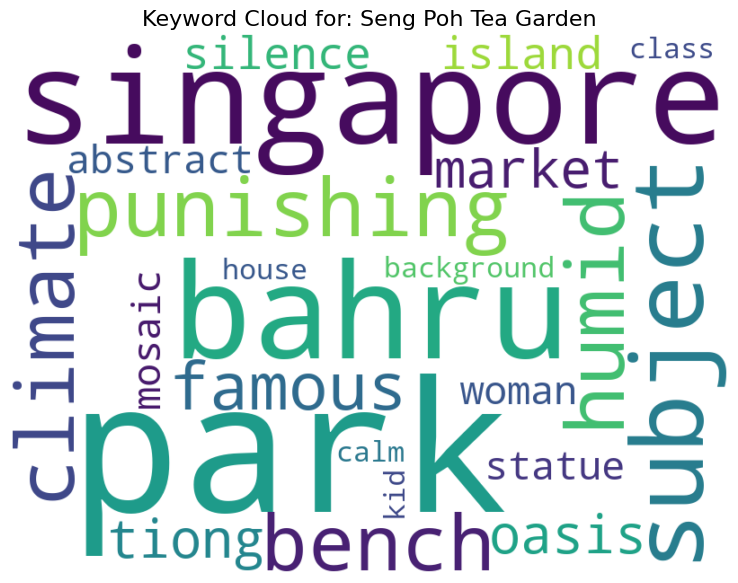 Keyword Cloud for: Seng Poh Tea Garden
silence
island
class
singapore
abstract
market
punishing
climate
subject
humid
house
background
bahru
mosaic
famous
woman
park
calm
kid
statue
tiong
bench
oasis